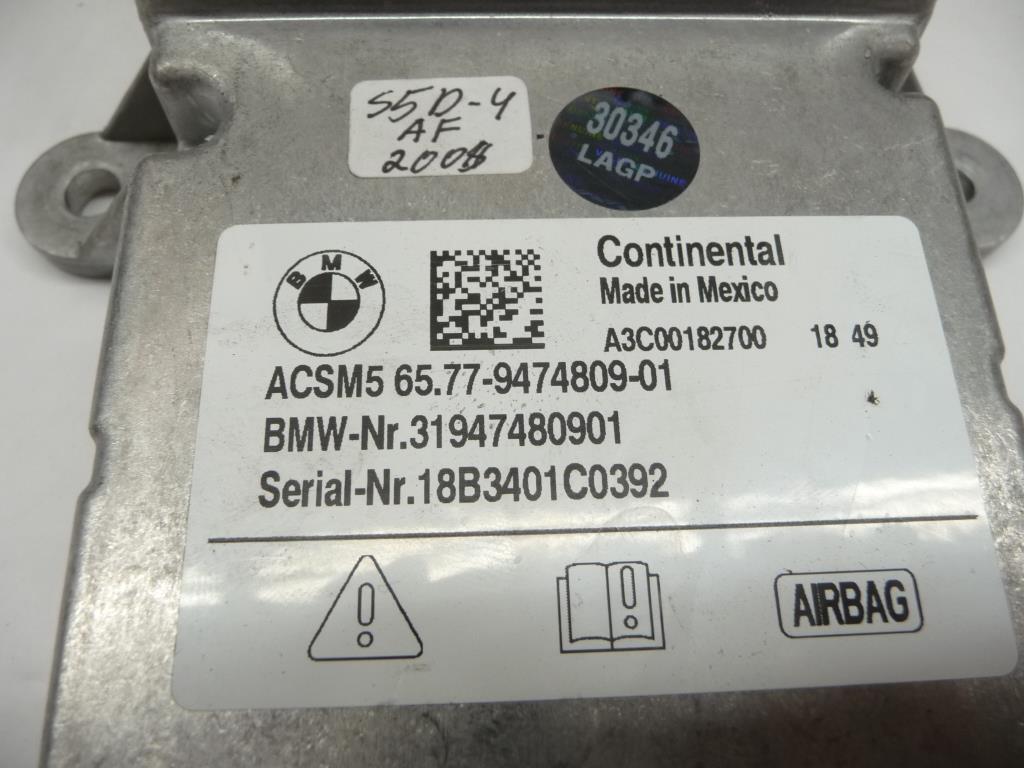 S5D-4
AF
2008
30346
LAGP
BMW
Continental
Made in Mexico
A3C00182700 18 49
ACSM5 65.77-9474809-01
BMW-Nr.31947480901
Serial-Nr.18B3401C0392
AIRBAG